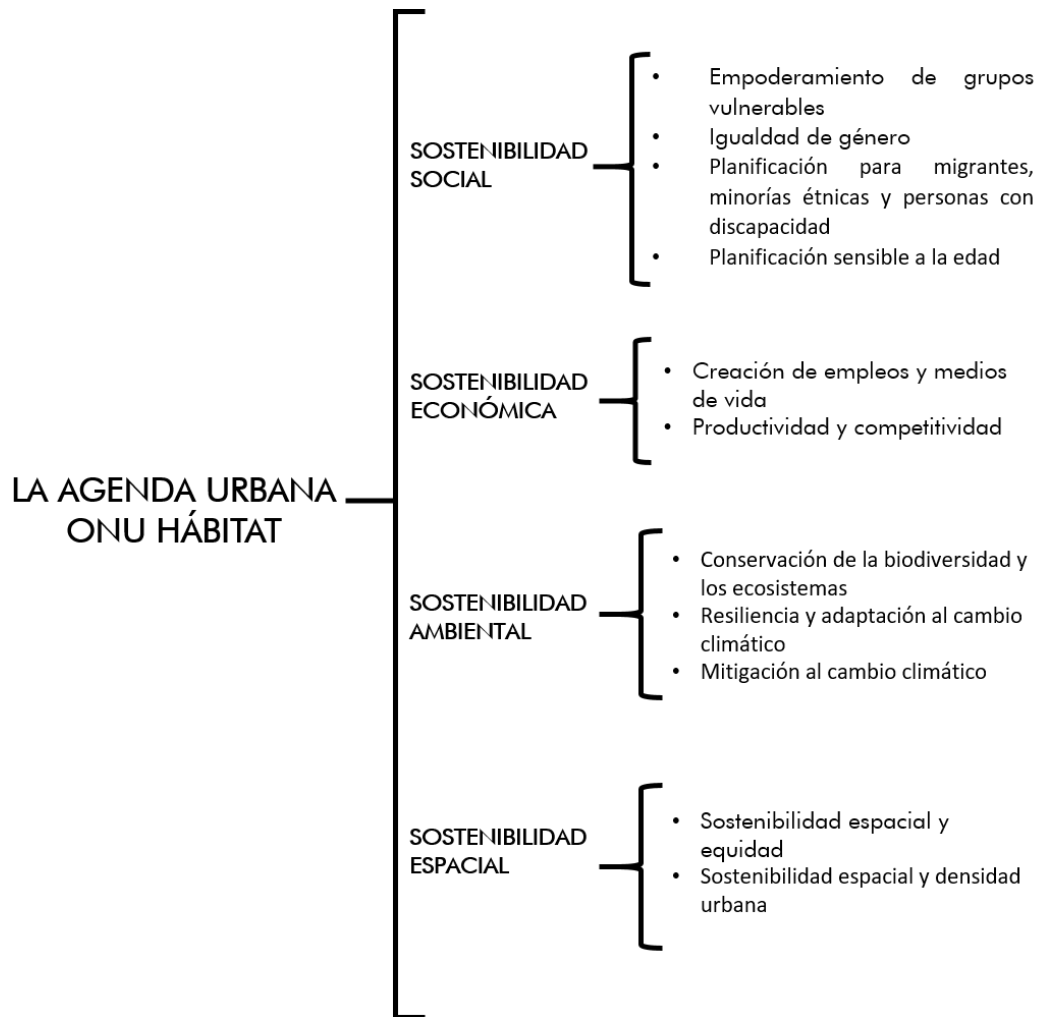 LA AGENDA URBANA
ONU HÁBITAT
SOSTENIBILIDAD
SOCIAL
• Empoderamiento de grupos
vulnerables
• Igualdad de género
• Planificación para migrantes,
minorías étnicas y personas con
discapacidad
• Planificación sensible a la edad
SOSTENIBILIDAD
ECONÓMICA
• Creación de empleos y medios
de vida
• Productividad y competitividad
SOSTENIBILIDAD
AMBIENTAL
• Conservación de la biodiversidad y
los ecosistemas
• Resiliencia y adaptación al cambio
climático
• Mitigación al cambio climático
SOSTENIBILIDAD
ESPACIAL
• Sostenibilidad espacial y
equidad
• Sostenibilidad espacial y densidad
urbana